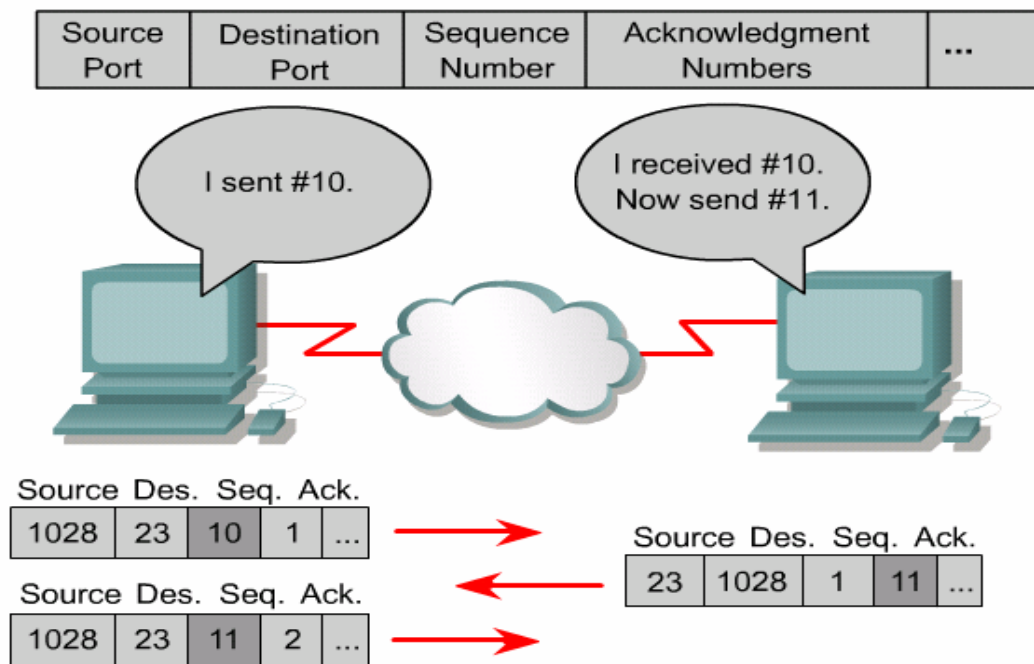 Source Port Destination Port Sequence Number Acknowledgment Numbers ...
I sent #10.
I received #10.
Now send #11.
Source Des. Seq. Ack.
1028 23 10 1 ...
Source Des. Seq. Ack.
23 1028 1 11 ...
Source Des. Seq. Ack.
1028 23 11 2 ...